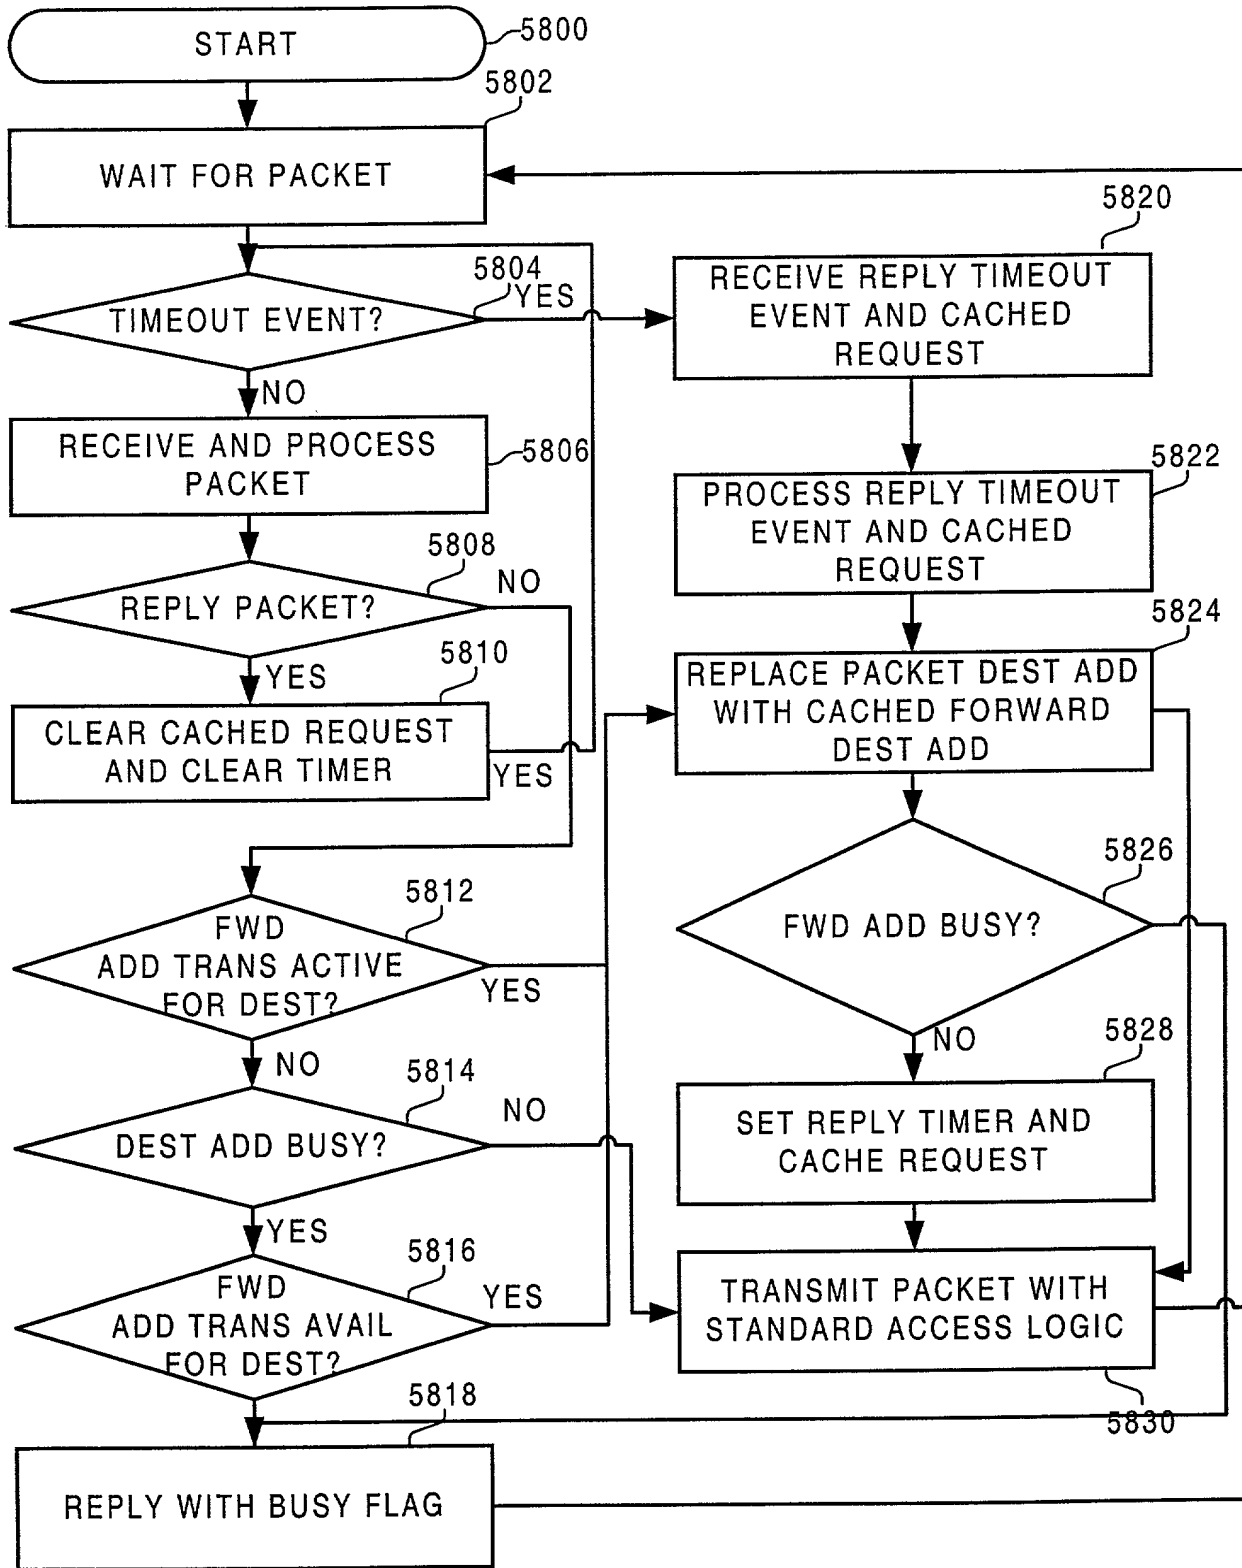 START
5800
5802
WAIT FOR PACKET
5804
TIMEOUT EVENT?
YES
NO
RECEIVE AND PROCESS
PACKET
5806
5808
REPLY PACKET?
NO
YES
5810
CLEAR CACHED REQUEST
AND CLEAR TIMER
YES
5812
FWD
ADD TRANS ACTIVE
FOR DEST?
YES
NO
5814
DEST ADD BUSY?
NO
YES
5816
FWD
ADD TRANS AVAIL
FOR DEST?
YES
5818
REPLY WITH BUSY FLAG
5820
RECEIVE REPLY TIMEOUT
EVENT AND CACHED
REQUEST
5822
PROCESS REPLY TIMEOUT
EVENT AND CACHED
REQUEST
5824
REPLACE PACKET DEST ADD
WITH CACHED FORWARD
DEST ADD
5826
FWD ADD BUSY?
NO
5828
SET REPLY TIMER AND
CACHE REQUEST
TRANSMIT PACKET WITH
STANDARD ACCESS LOGIC
5830